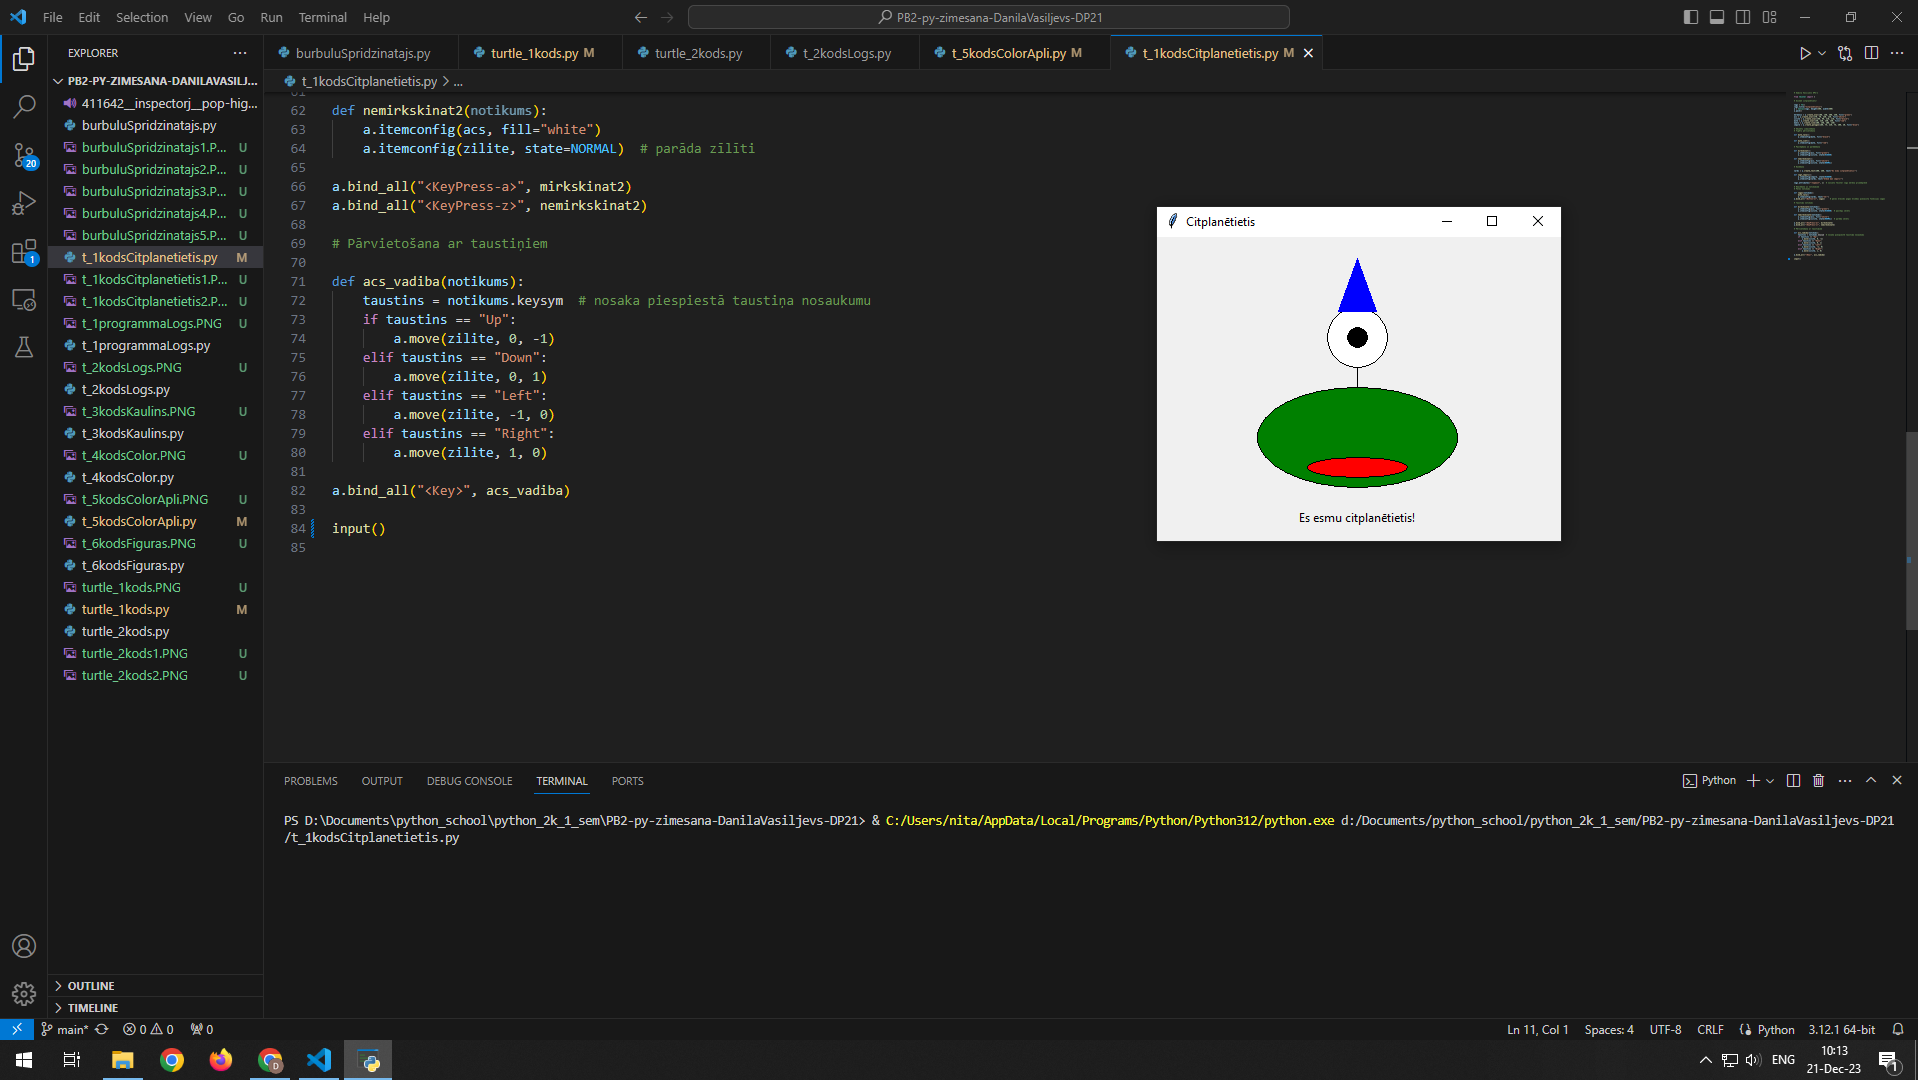 File Edit Selection View Go Run Terminal Help
PB2-py-zimesana-DanilaVasiljevs-DP21
EXPLORER
burbuluSpridzinatajs.py
turtle_1kods.py M
turtle_2kods.py
t_2kodsLogs.py
t_5kodsColorApli.py M
t_1kodsCitplanetietis.py M
PB2-PY-ZIMESANA-DANILAVASILJ...
t_1kodsCitplanetietis.py > ...
411642__inspectorj__pop-hig...
burbuluSpridzinatajs.py
burbuluSpridzinatajs1.P... U
burbuluSpridzinatajs2.P... U
burbuluSpridzinatajs3.P... U
burbuluSpridzinatajs4.P... U
burbuluSpridzinatajs5.P... U
t_1kodsCitplanetietis.py M
t_1kodsCitplanetietis1.P... U
t_1kodsCitplanetietis2.P... U
t_1programmaLogs.PNG U
t_1programmaLogs.py
t_2kodsLogs.PNG U
t_2kodsLogs.py
t_3kodsKaulins.PNG U
t_3kodsKaulins.py
t_4kodsColor.PNG U
t_4kodsColor.py
t_5kodsColorApli.PNG U
t_5kodsColorApli.py M
t_6kodsFiguras.PNG U
t_6kodsFiguras.py
turtle_1kods.PNG U
turtle_1kods.py M
turtle_2kods.py
turtle_2kods1.PNG U
turtle_2kods2.PNG U
OUTLINE
TIMELINE
20
1
61
62 def nemirkskinat2(notikums):
63 a.itemconfig(acs, fill="white")
64 a.itemconfig(zilite, state=NORMAL) # parāda zīlīti
65
66 a.bind_all("<KeyPress-a>", mirkskinat2)
67 a.bind_all("<KeyPress-z>", nemirkskinat2)
68
69 # Pārvietošana ar taustiņiem
70
71 def acs_vadiba(notikums):
72 taustins = notikums.keysym # nosaka piespiestā taustiņa nosaukumu
73 if taustins == "Up":
74 a.move(zilite, 0, -1)
75 elif taustins == "Down":
76 a.move(zilite, 0, 1)
77 elif taustins == "Left":
78 a.move(zilite, -1, 0)
79 elif taustins == "Right":
80 a.move(zilite, 1, 0)
81
82 a.bind_all("<Key>", acs_vadiba)
83
84 input()
85
Citplanētietis
Es esmu citplanētietis!
PROBLEMS OUTPUT DEBUG CONSOLE TERMINAL PORTS
Python
PS D:\Documents\python_school\python_2k_1_sem\PB2-py-zimesana-DanilaVasiljevs-DP21> & C:/Users/nita/AppData/Local/Programs/Python/Python312/python.exe d:/Documents/python_school/python_2k_1_sem/PB2-py-zimesana-DanilaVasiljevs-DP21
/t_1kodsCitplanetietis.py
main* 0 0 0
Ln 11, Col 1 Spaces: 4 UTF-8 CRLF Python 3.12.1 64-bit
D
ENG
10:13
21-Dec-23
1